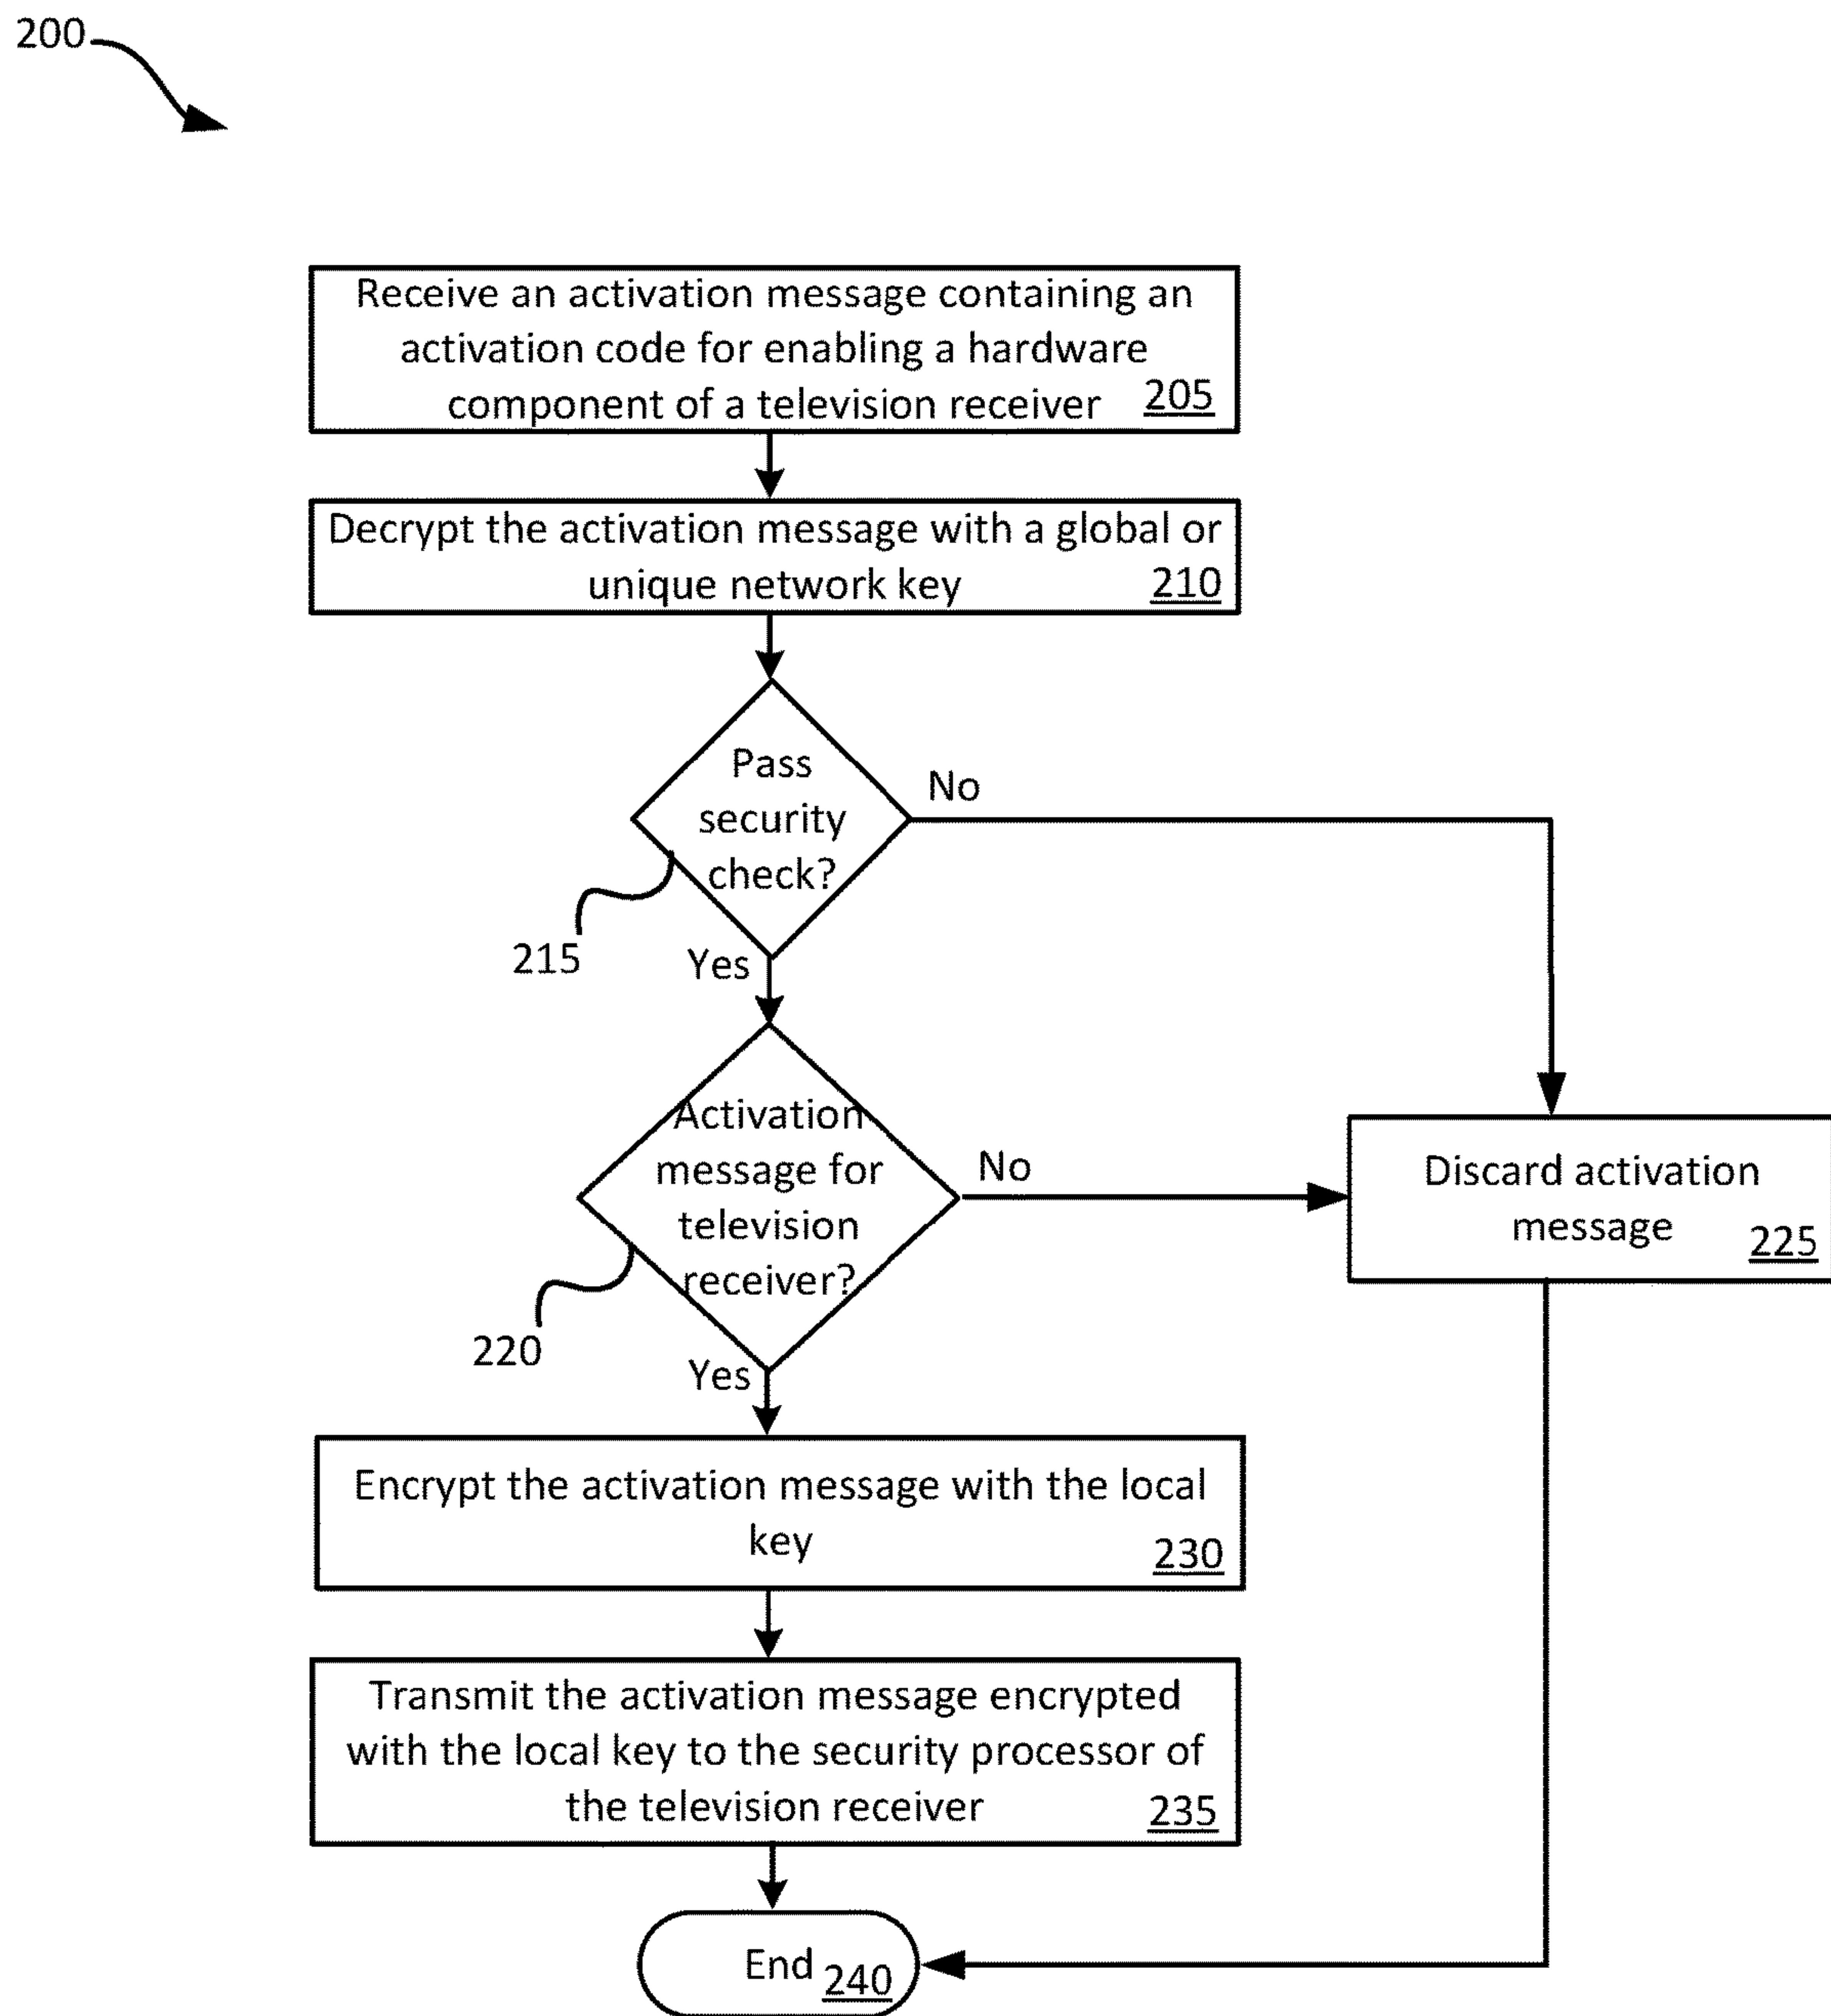 200
Receive an activation message containing an
activation code for enabling a hardware
component of a television receiver 205
Decrypt the activation message with a global or
unique network key 210
Pass
security
check?
No
215
Yes
Activation
message for
television
receiver?
No
220
Yes
Discard activation
message 225
Encrypt the activation message with the local
key 230
Transmit the activation message encrypted
with the local key to the security processor of
the television receiver 235
End 240